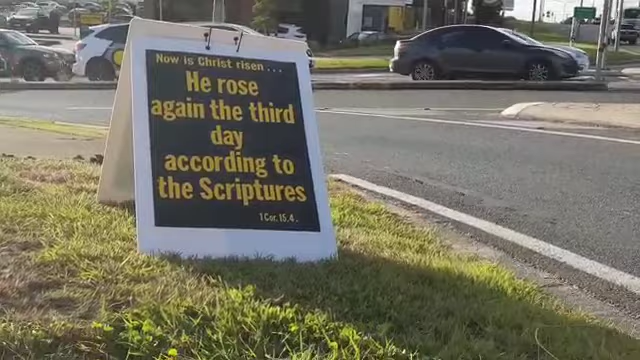 Now is Christ risen ...
He rose
again the third
day
according to
the Scriptures
1 Cor. 15.4.